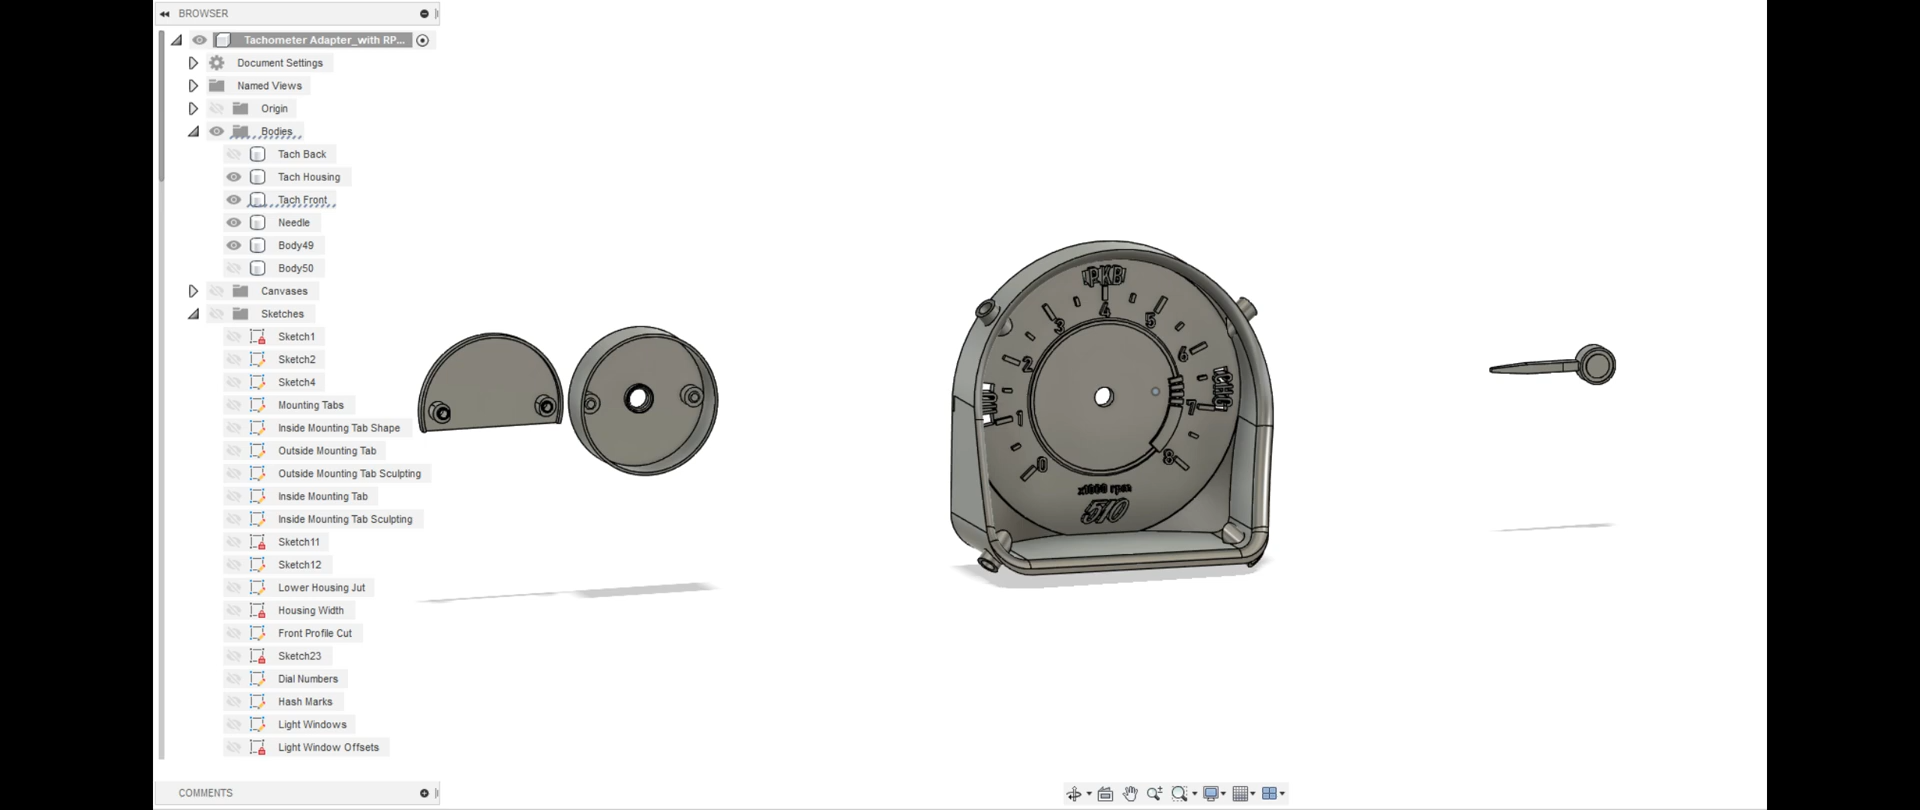 BROWSER
Tachometer Adapter_with RP...
Document Settings
Named Views
Origin
Bodies
Tach Back
Tach Housing
Tach Front
Needle
Body49
Body50
Canvases
Sketches
Sketch1
Sketch2
Sketch4
Mounting Tabs
Inside Mounting Tab Shape
Outside Mounting Tab
Outside Mounting Tab Sculpting
Inside Mounting Tab
Inside Mounting Tab Sculpting
Sketch11
Sketch12
Lower Housing Jut
Housing Width
Front Profile Cut
Sketch23
Dial Numbers
Hash Marks
Light Windows
Light Window Offsets
COMMENTS
PKB
0
1
2
3
4
5
6
7
8
x1000 rpm
510